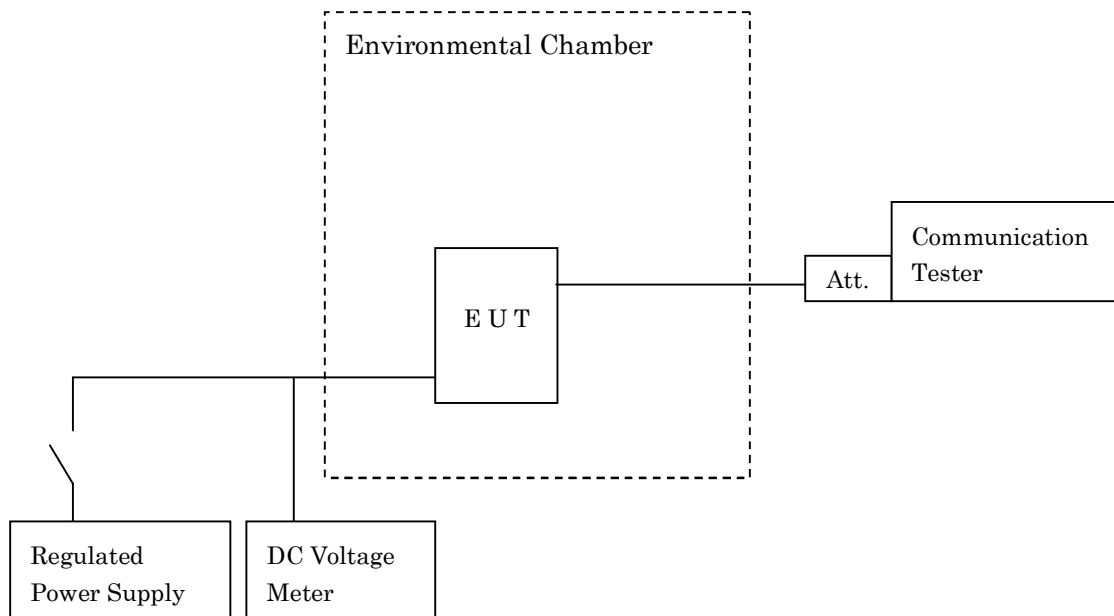 Environmental Chamber
Communication
Tester
Att.
E U T
Regulated
Power Supply
DC Voltage
Meter